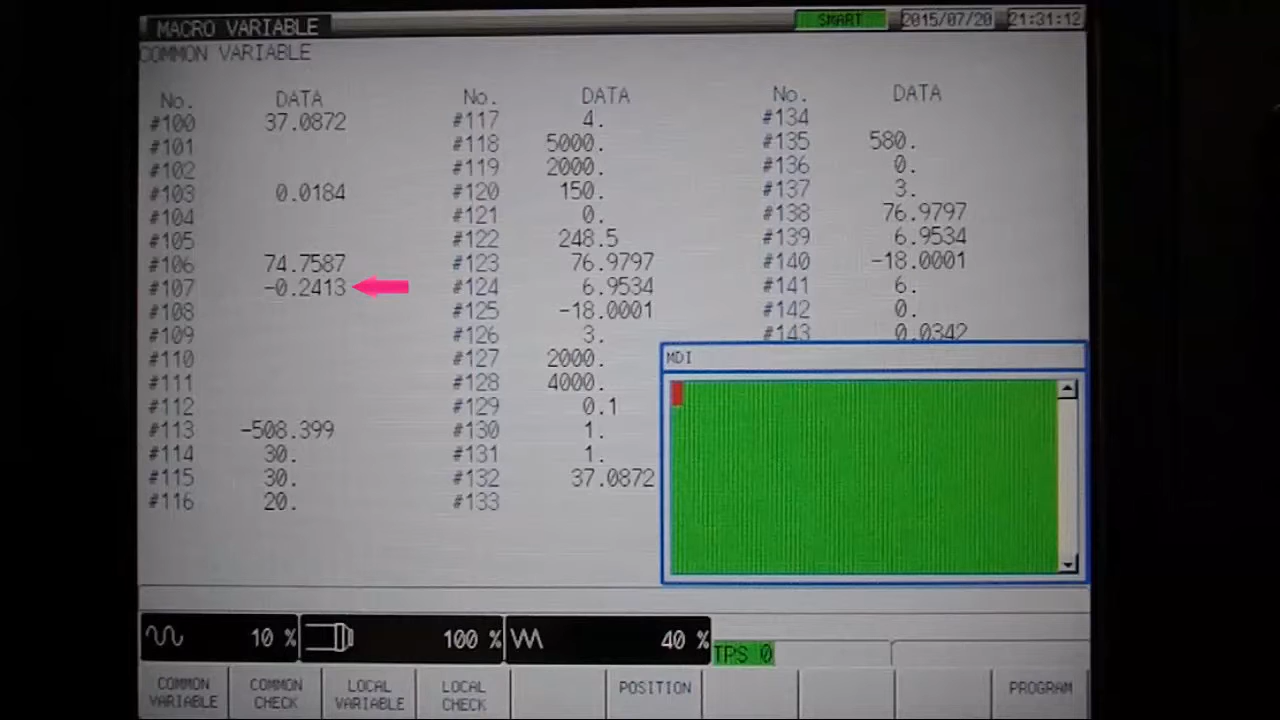 MACRO VARIABLE SMART 2015/07/20 21:31:12
COMMON VARIABLE
No. DATA No. DATA No. DATA
#100 37.0872 #117 4. #134
#101 #118 5000. #135 580.
#102 #119 2000. #136 0.
#103 0.0184 #120 150. #137 3.
#104 #121 0. #138 76.9797
#105 #122 248.5 #139 6.9534
#106 74.7587 #123 76.9797 #140 -18.0001
#107 -0.2413 #124 6.9534 #141 6.
#108 #125 -18.0001 #142 0.
#109 #126 3. #143 0.0342
#110 #127 2000. MDI
#111 #128 4000.
#112 #129 0.1
#113 -508.399 #130 1.
#114 30. #131 1.
#115 30. #132 37.0872
#116 20. #133
10 % 100 % 40 % TPS 0
COMMON VARIABLE COMMON CHECK LOCAL VARIABLE LOCAL CHECK POSITION PROGRAM